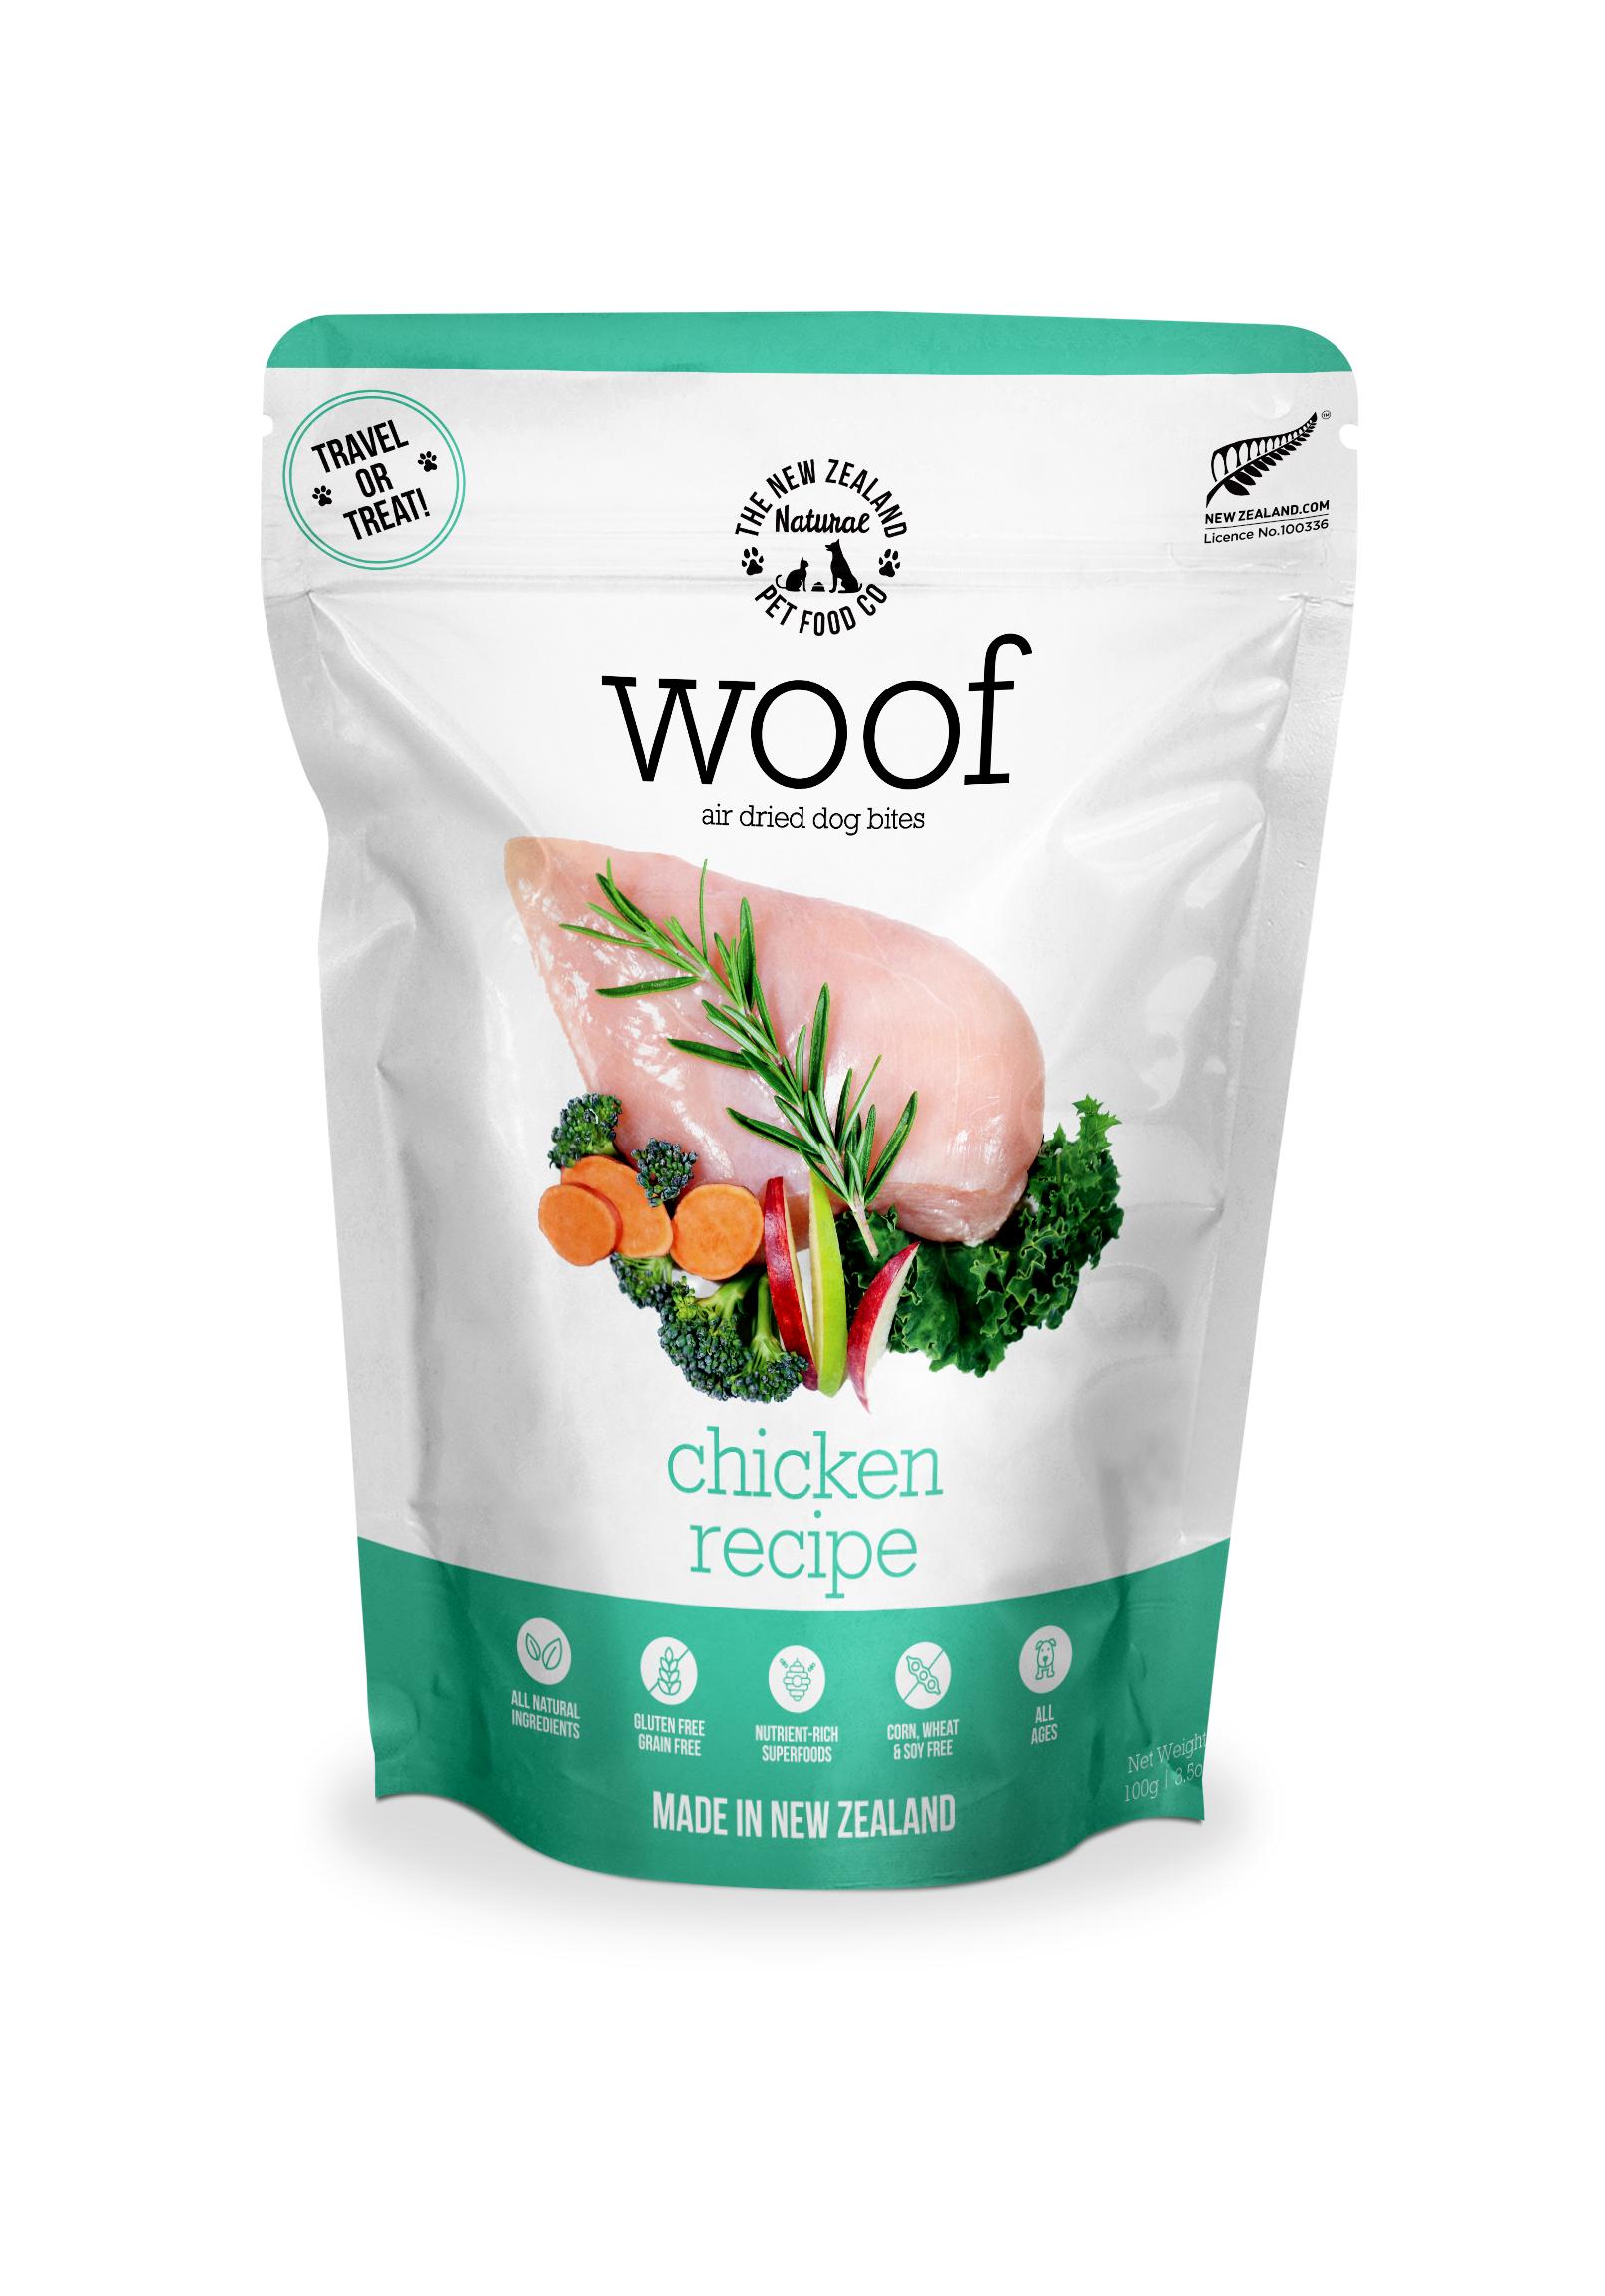 TRAVEL
OR
TREAT!
THE NEW ZEALAND
Natural
PET FOOD CO
NEW ZEALAND.COM
Licence No.100336
woof
air dried dog bites
chicken
recipe
ALL NATURAL
INGREDIENTS
GLUTEN FREE
GRAIN FREE
NUTRIENT-RICH
SUPERFOODS
CORN, WHEAT
& SOY FREE
ALL
AGES
Net Weight
100g | 3.5o
MADE IN NEW ZEALAND